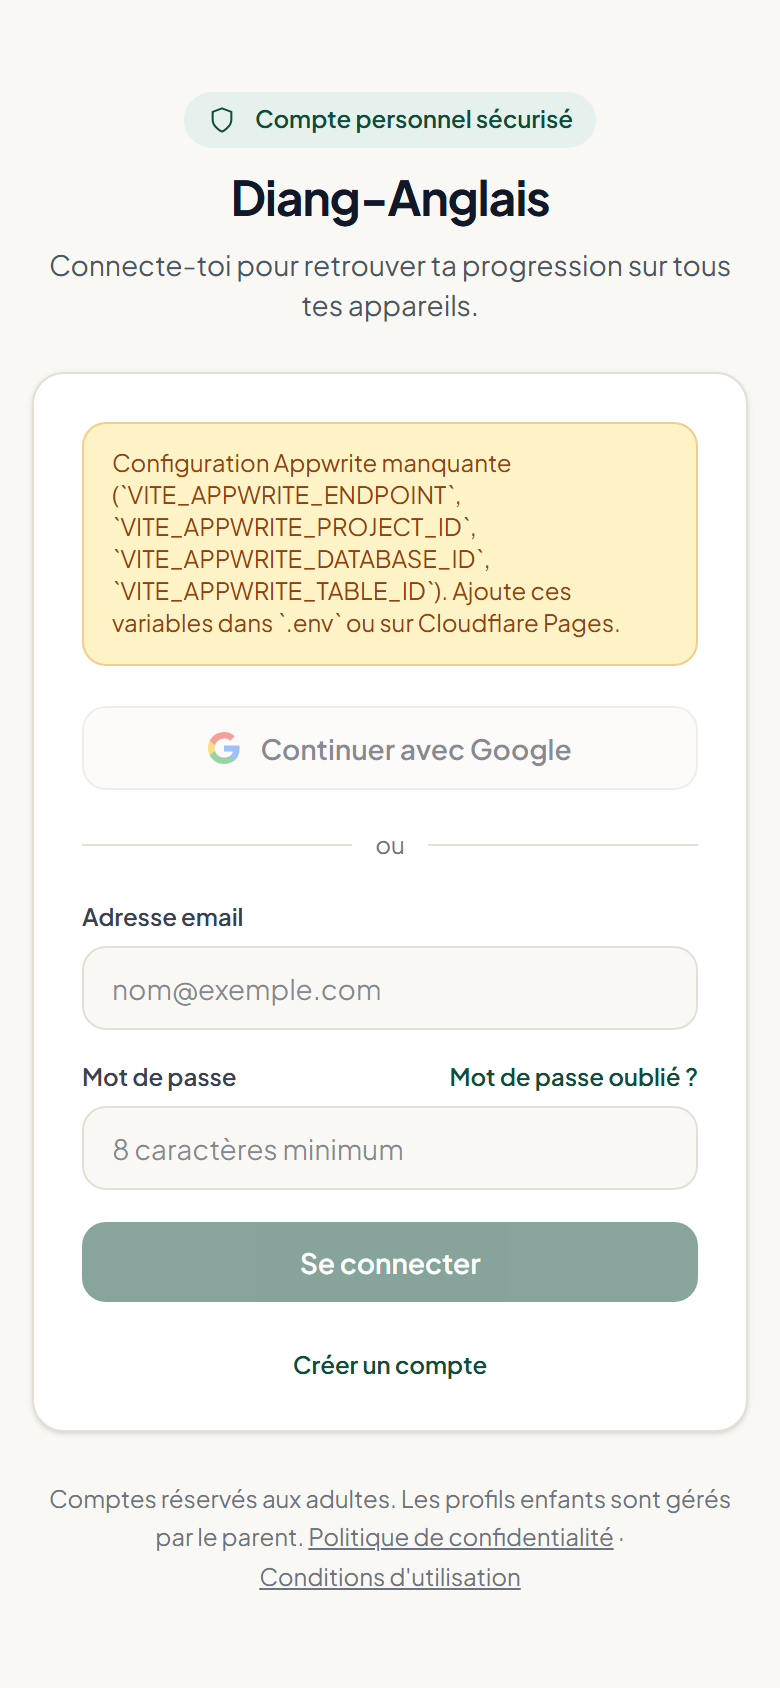 Compte personnel sécurisé
Diang-Anglais
Connecte-toi pour retrouver ta progression sur tous
tes appareils.
Configuration Appwrite manquante
(`VITE_APPWRITE_ENDPOINT`,
`VITE_APPWRITE_PROJECT_ID`,
`VITE_APPWRITE_DATABASE_ID`,
`VITE_APPWRITE_TABLE_ID`). Ajoute ces
variables dans `.env` ou sur Cloudflare Pages.
Continuer avec Google
ou
Adresse email
nom@exemple.com
Mot de passe Mot de passe oublié ?
8 caractères minimum
Se connecter
Créer un compte
Comptes réservés aux adultes. Les profils enfants sont gérés
par le parent. Politique de confidentialité ·
Conditions d'utilisation